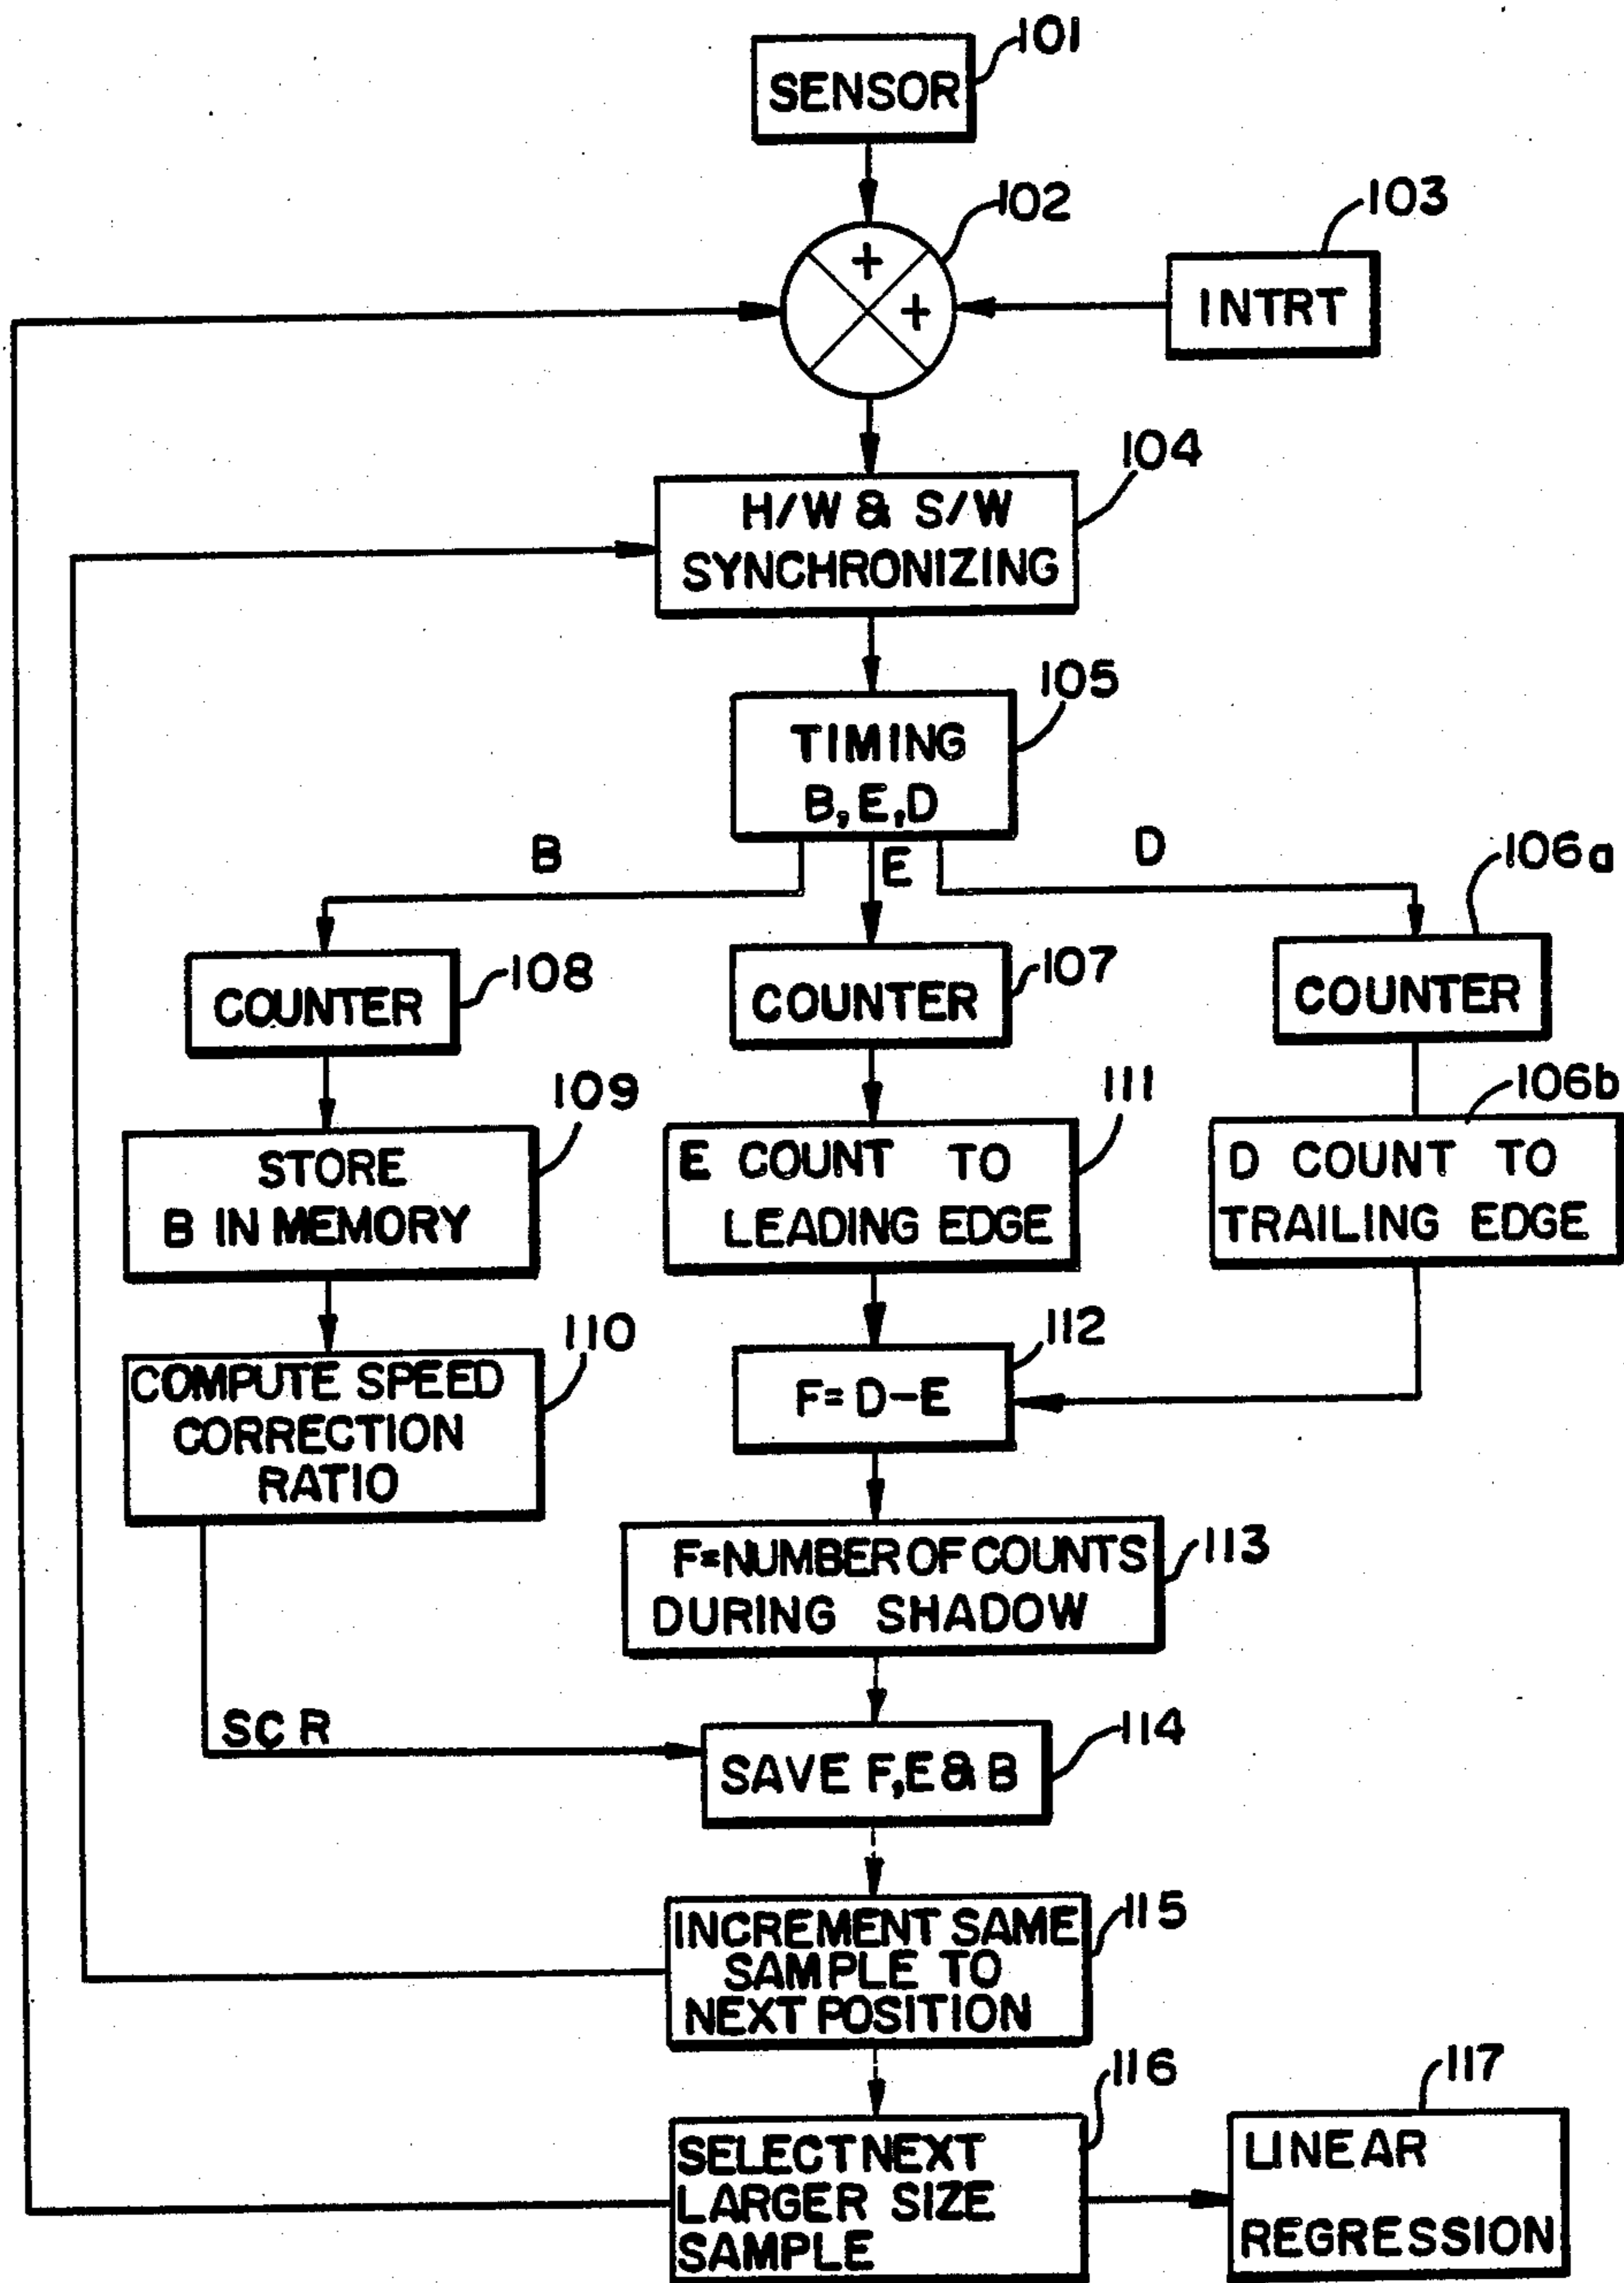 101
SENSOR
102
103
+
+
INTRT
104
H/W & S/W
SYNCHRONIZING
105
TIMING
B, E, D
B
E
D
106a
108
107
COUNTER
COUNTER
COUNTER
109
111
106b
STORE
B IN MEMORY
E COUNT TO
LEADING EDGE
D COUNT TO
TRAILING EDGE
110
112
COMPUTE SPEED
CORRECTION
RATIO
F=D-E
113
F=NUMBER OF COUNTS
DURING SHADOW
SCR
114
SAVE F,E & B
115
INCREMENT SAME
SAMPLE TO
NEXT POSITION
116
117
SELECT NEXT
LARGER SIZE
SAMPLE
LINEAR
REGRESSION